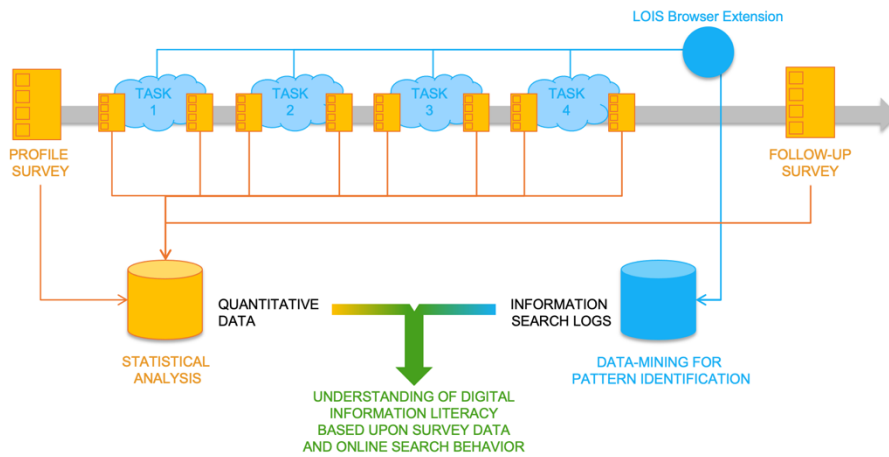 LOIS Browser Extension
TASK
1
TASK
2
TASK
3
TASK
4
PROFILE
SURVEY
FOLLOW-UP
SURVEY
QUANTITATIVE
DATA
INFORMATION
SEARCH LOGS
STATISTICAL
ANALYSIS
DATA-MINING FOR
PATTERN IDENTIFICATION
UNDERSTANDING OF DIGITAL
INFORMATION LITERACY
BASED UPON SURVEY DATA
AND ONLINE SEARCH BEHAVIOR